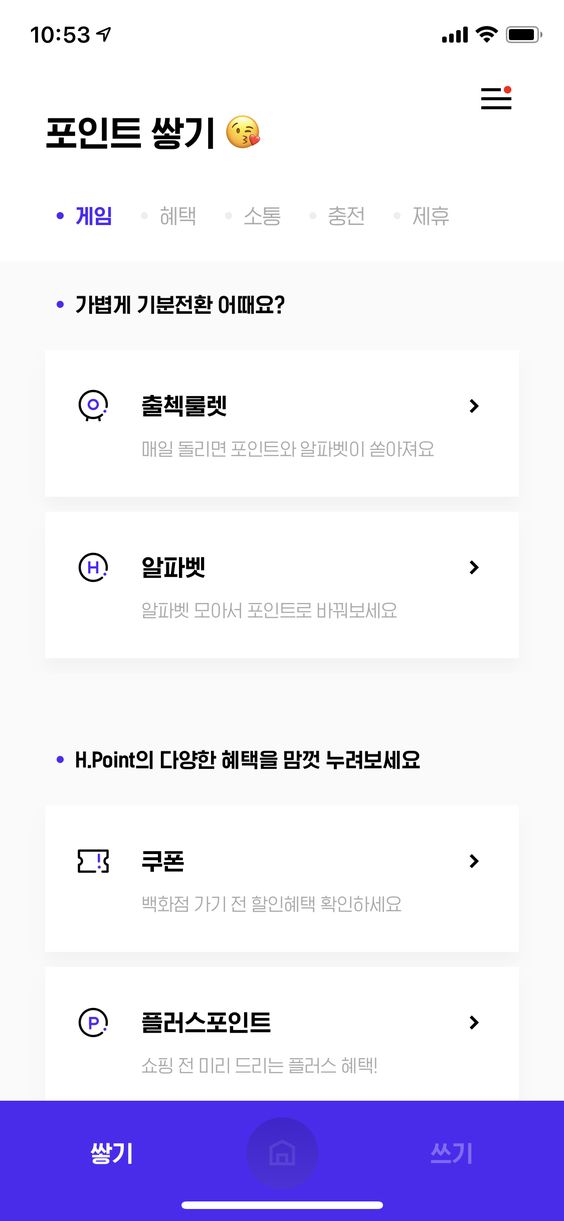 10:53
포인트 쌓기 😘
• 게임 • 혜택 • 소통 • 충전 • 제휴
• 가볍게 기분전환 어때요?
출첵룰렛
매일 돌리면 포인트와 알파벳이 쏟아져요
H
알파벳
알파벳 모아서 포인트로 바꿔보세요
• H.Point의 다양한 혜택을 맘껏 누려보세요
쿠폰
백화점 가기 전 할인혜택 확인하세요
P
플러스포인트
쇼핑 전 미리 드리는 플러스 혜택!
쌓기 쓰기